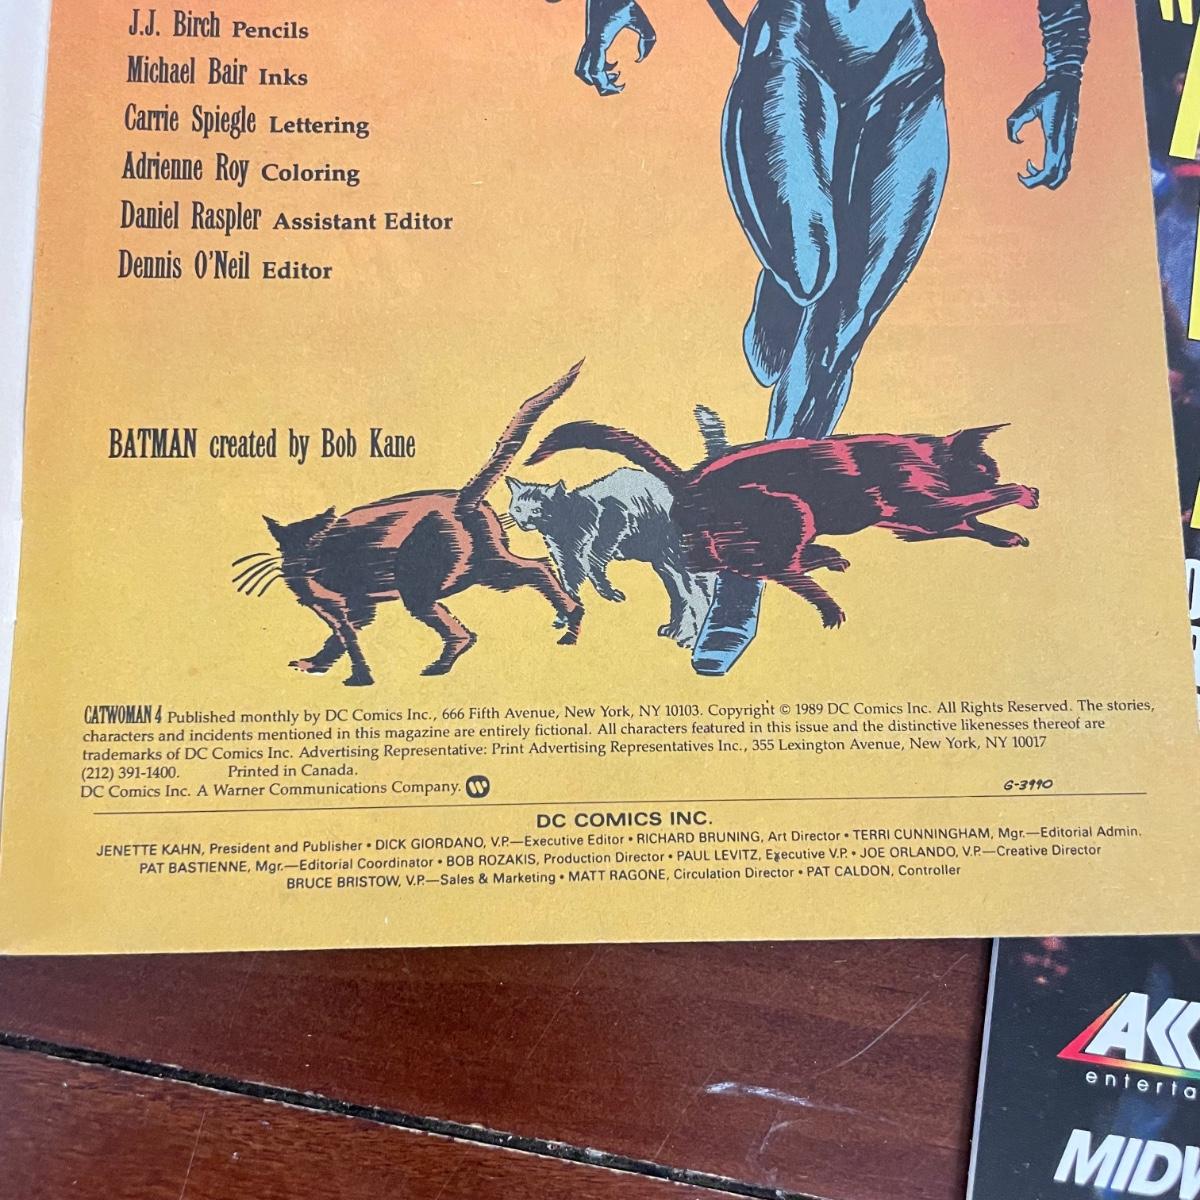 J.J. Birch Pencils
Michael Bair Inks
Carrie Spiegle Lettering
Adrienne Roy Coloring
Daniel Raspler Assistant Editor
Dennis O'Neil Editor
BATMAN created by Bob Kane
CATWOMAN 4 Published monthly by DC Comics Inc., 666 Fifth Avenue, New York, NY 10103. Copyright © 1989 DC Comics Inc. All Rights Reserved. The stories,
characters and incidents mentioned in this magazine are entirely fictional. All characters featured in this issue and the distinctive likenesses thereof are
trademarks of DC Comics Inc. Advertising Representative: Print Advertising Representatives Inc., 355 Lexington Avenue, New York, NY 10017
(212) 391-1400. Printed in Canada.
DC Comics Inc. A Warner Communications Company.
G-3990
DC COMICS INC.
JENETTE KAHN, President and Publisher • DICK GIORDANO, V.P.—Executive Editor • RICHARD BRUNING, Art Director • TERRI CUNNINGHAM, Mgr.—Editorial Admin.
PAT BASTIENNE, Mgr.—Editorial Coordinator • BOB ROZAKIS, Production Director • PAUL LEVITZ, Executive V.P. • JOE ORLANDO, V.P.—Creative Director
BRUCE BRISTOW, V.P.—Sales & Marketing • MATT RAGONE, Circulation Director • PAT CALDON, Controller